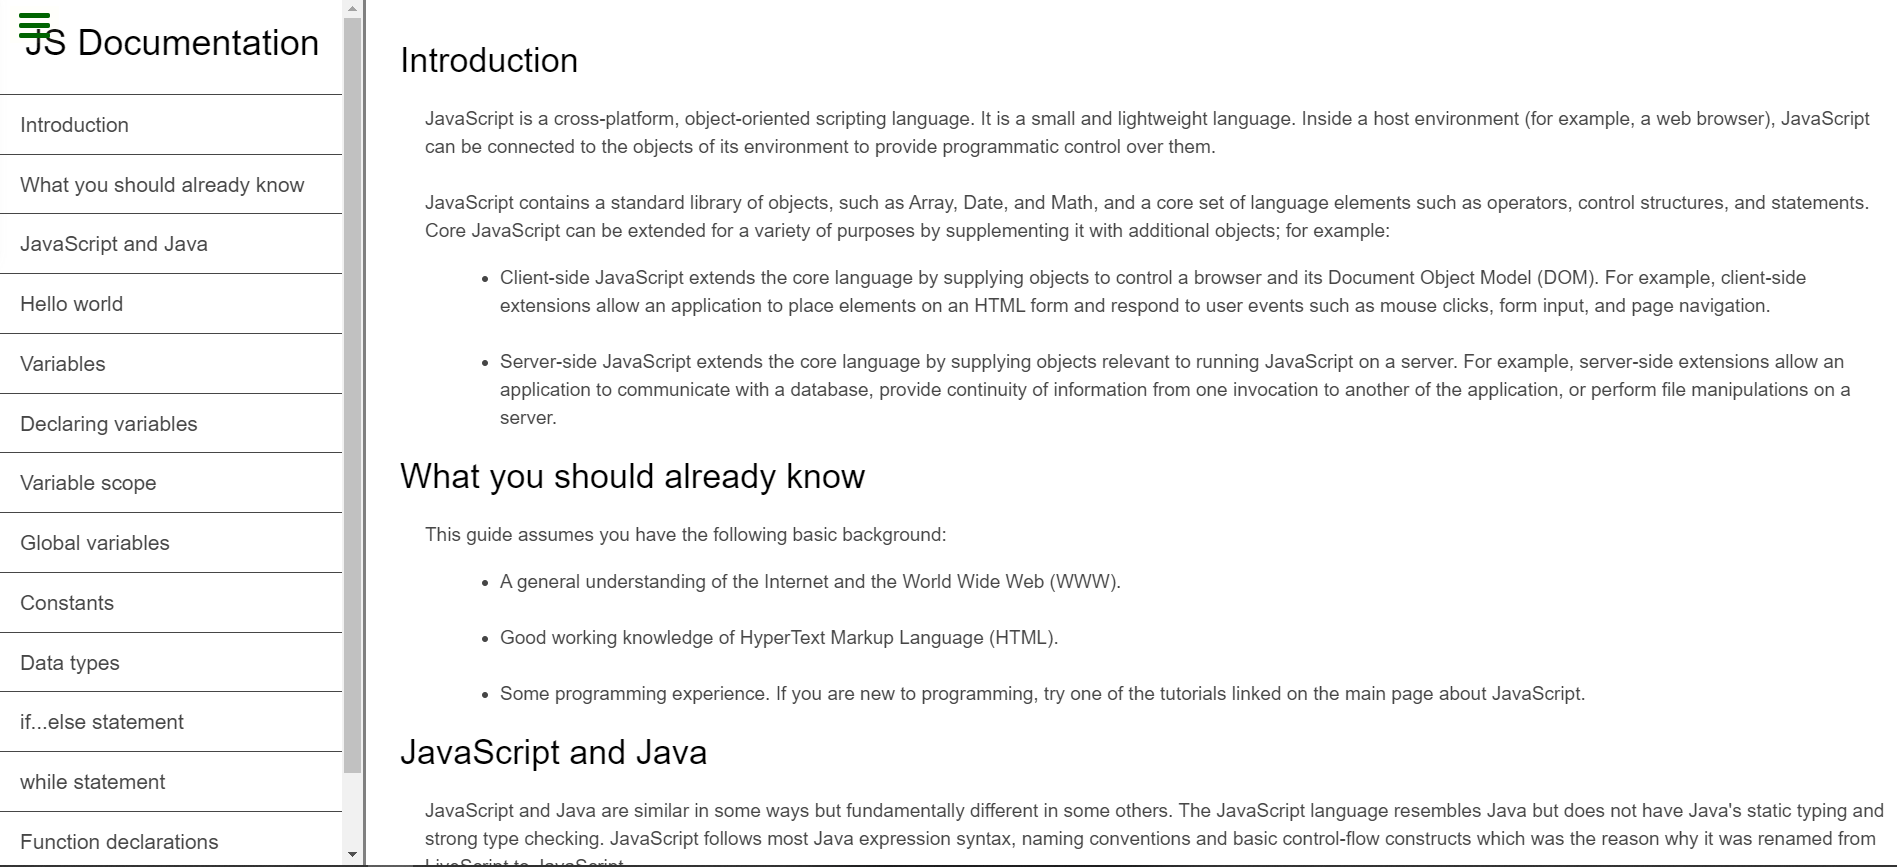 JS Documentation
Introduction
What you should already know
JavaScript and Java
Hello world
Variables
Declaring variables
Variable scope
Global variables
Constants
Data types
if...else statement
while statement
Function declarations
Introduction
JavaScript is a cross-platform, object-oriented scripting language. It is a small and lightweight language. Inside a host environment (for example, a web browser), JavaScript
can be connected to the objects of its environment to provide programmatic control over them.
JavaScript contains a standard library of objects, such as Array, Date, and Math, and a core set of language elements such as operators, control structures, and statements.
Core JavaScript can be extended for a variety of purposes by supplementing it with additional objects; for example:
• Client-side JavaScript extends the core language by supplying objects to control a browser and its Document Object Model (DOM). For example, client-side
extensions allow an application to place elements on an HTML form and respond to user events such as mouse clicks, form input, and page navigation.
• Server-side JavaScript extends the core language by supplying objects relevant to running JavaScript on a server. For example, server-side extensions allow an
application to communicate with a database, provide continuity of information from one invocation to another of the application, or perform file manipulations on a
server.
What you should already know
This guide assumes you have the following basic background:
• A general understanding of the Internet and the World Wide Web (WWW).
• Good working knowledge of HyperText Markup Language (HTML).
• Some programming experience. If you are new to programming, try one of the tutorials linked on the main page about JavaScript.
JavaScript and Java
JavaScript and Java are similar in some ways but fundamentally different in some others. The JavaScript language resembles Java but does not have Java's static typing and
strong type checking. JavaScript follows most Java expression syntax, naming conventions and basic control-flow constructs which was the reason why it was renamed from
LiveScript to JavaScript.